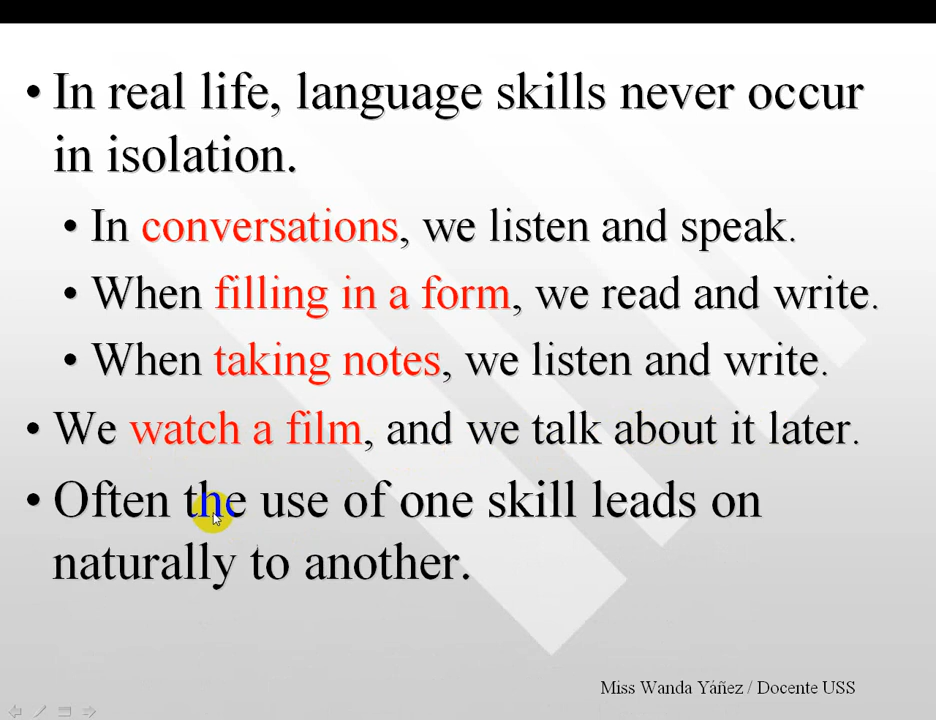 • In real life, language skills never occur
in isolation.
• In conversations, we listen and speak.
• When filling in a form, we read and write.
• When taking notes, we listen and write.
• We watch a film, and we talk about it later.
• Often the use of one skill leads on
naturally to another.
Miss Wanda Yáñez / Docente USS